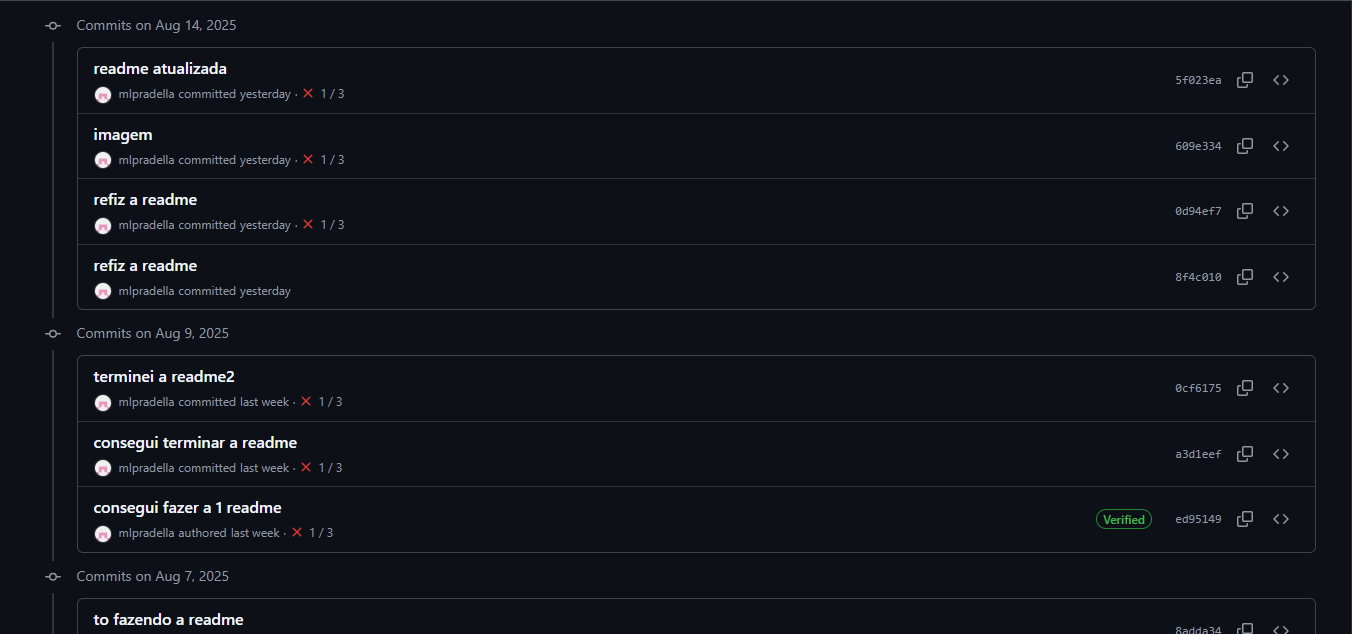 Commits on Aug 14, 2025
readme atualizada
5f023ea
mlpradella committed yesterday · 1 / 3
imagem
609e334
mlpradella committed yesterday · 1 / 3
refiz a readme
0d94ef7
mlpradella committed yesterday · 1 / 3
refiz a readme
8f4c010
mlpradella committed yesterday
Commits on Aug 9, 2025
terminei a readme2
0cf6175
mlpradella committed last week · 1 / 3
consegui terminar a readme
a3d1eef
mlpradella committed last week · 1 / 3
consegui fazer a 1 readme
Verified ed95149
mlpradella authored last week · 1 / 3
Commits on Aug 7, 2025
to fazendo a readme
8adda34